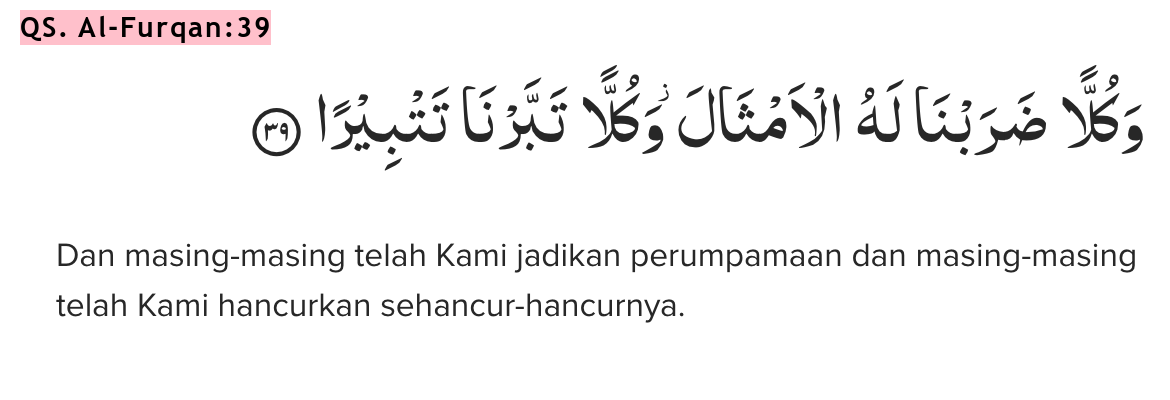 QS. Al-Furqan:39
وَكُلًّا ضَرَبْنَا لَهُ الْاَمْثَالَ ۖوَكُلًّا تَبَّرْنَا تَتْبِيْرًا ۝٣٩
Dan masing-masing telah Kami jadikan perumpamaan dan masing-masing
telah Kami hancurkan sehancur-hancurnya.